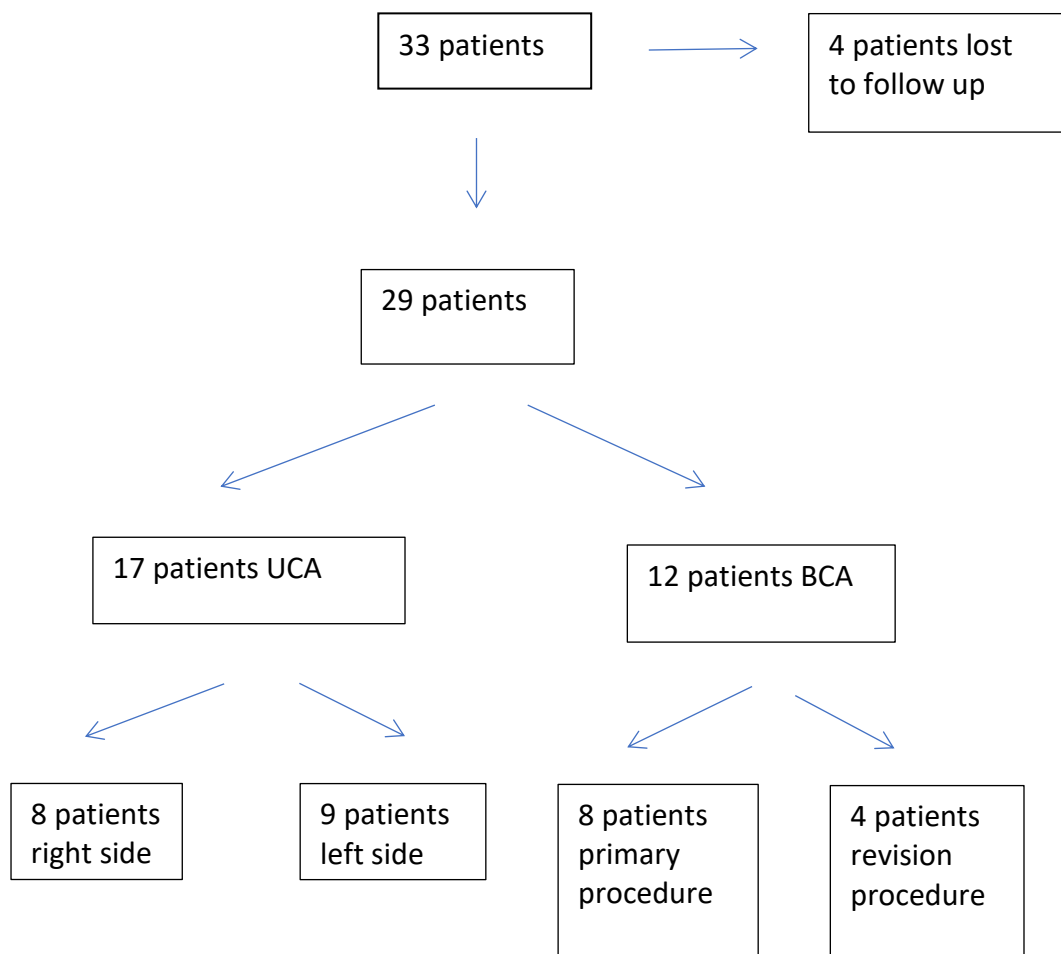 33 patients
4 patients lost
to follow up
29 patients
17 patients UCA
12 patients BCA
8 patients
right side
9 patients
left side
8 patients
primary
procedure
4 patients
revision
procedure